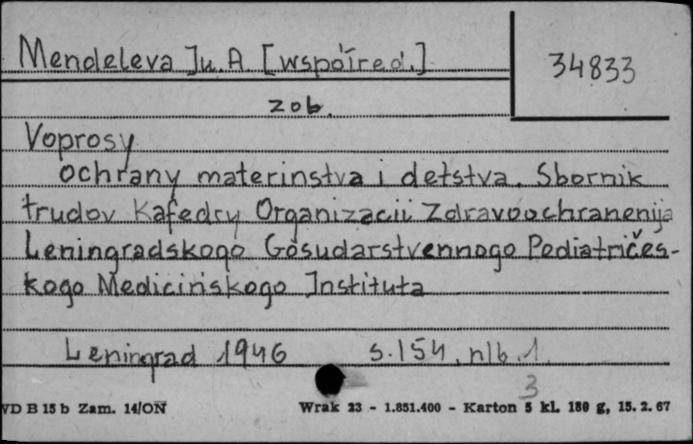 Mendeleva Ju. A. [współred.]
34833
zob.
Voprosy
ochrany materinstva i detstva. Sbornik
trudov Kafedry Organizacii Zdravoochranenija
Leningradskogo Gosudarstvennogo Pediatričes-
kogo Medicinskogo Instituta
Leningrad 1946 s. 154, nlb. 1
3
VD B 15 b Zam. 14/ON Wrak 23 - 1.851.400 - Karton 5 kl. 180 g, 15. 2. 67